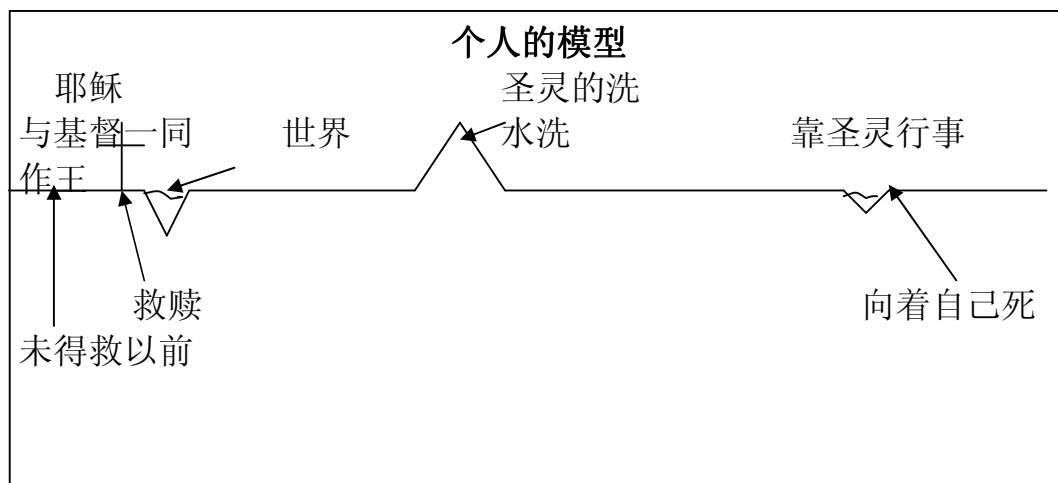 个人的模型
耶稣
圣灵的洗
与基督一同
世界
水洗
靠圣灵行事
作王
救赎
向着自己死
未得救以前